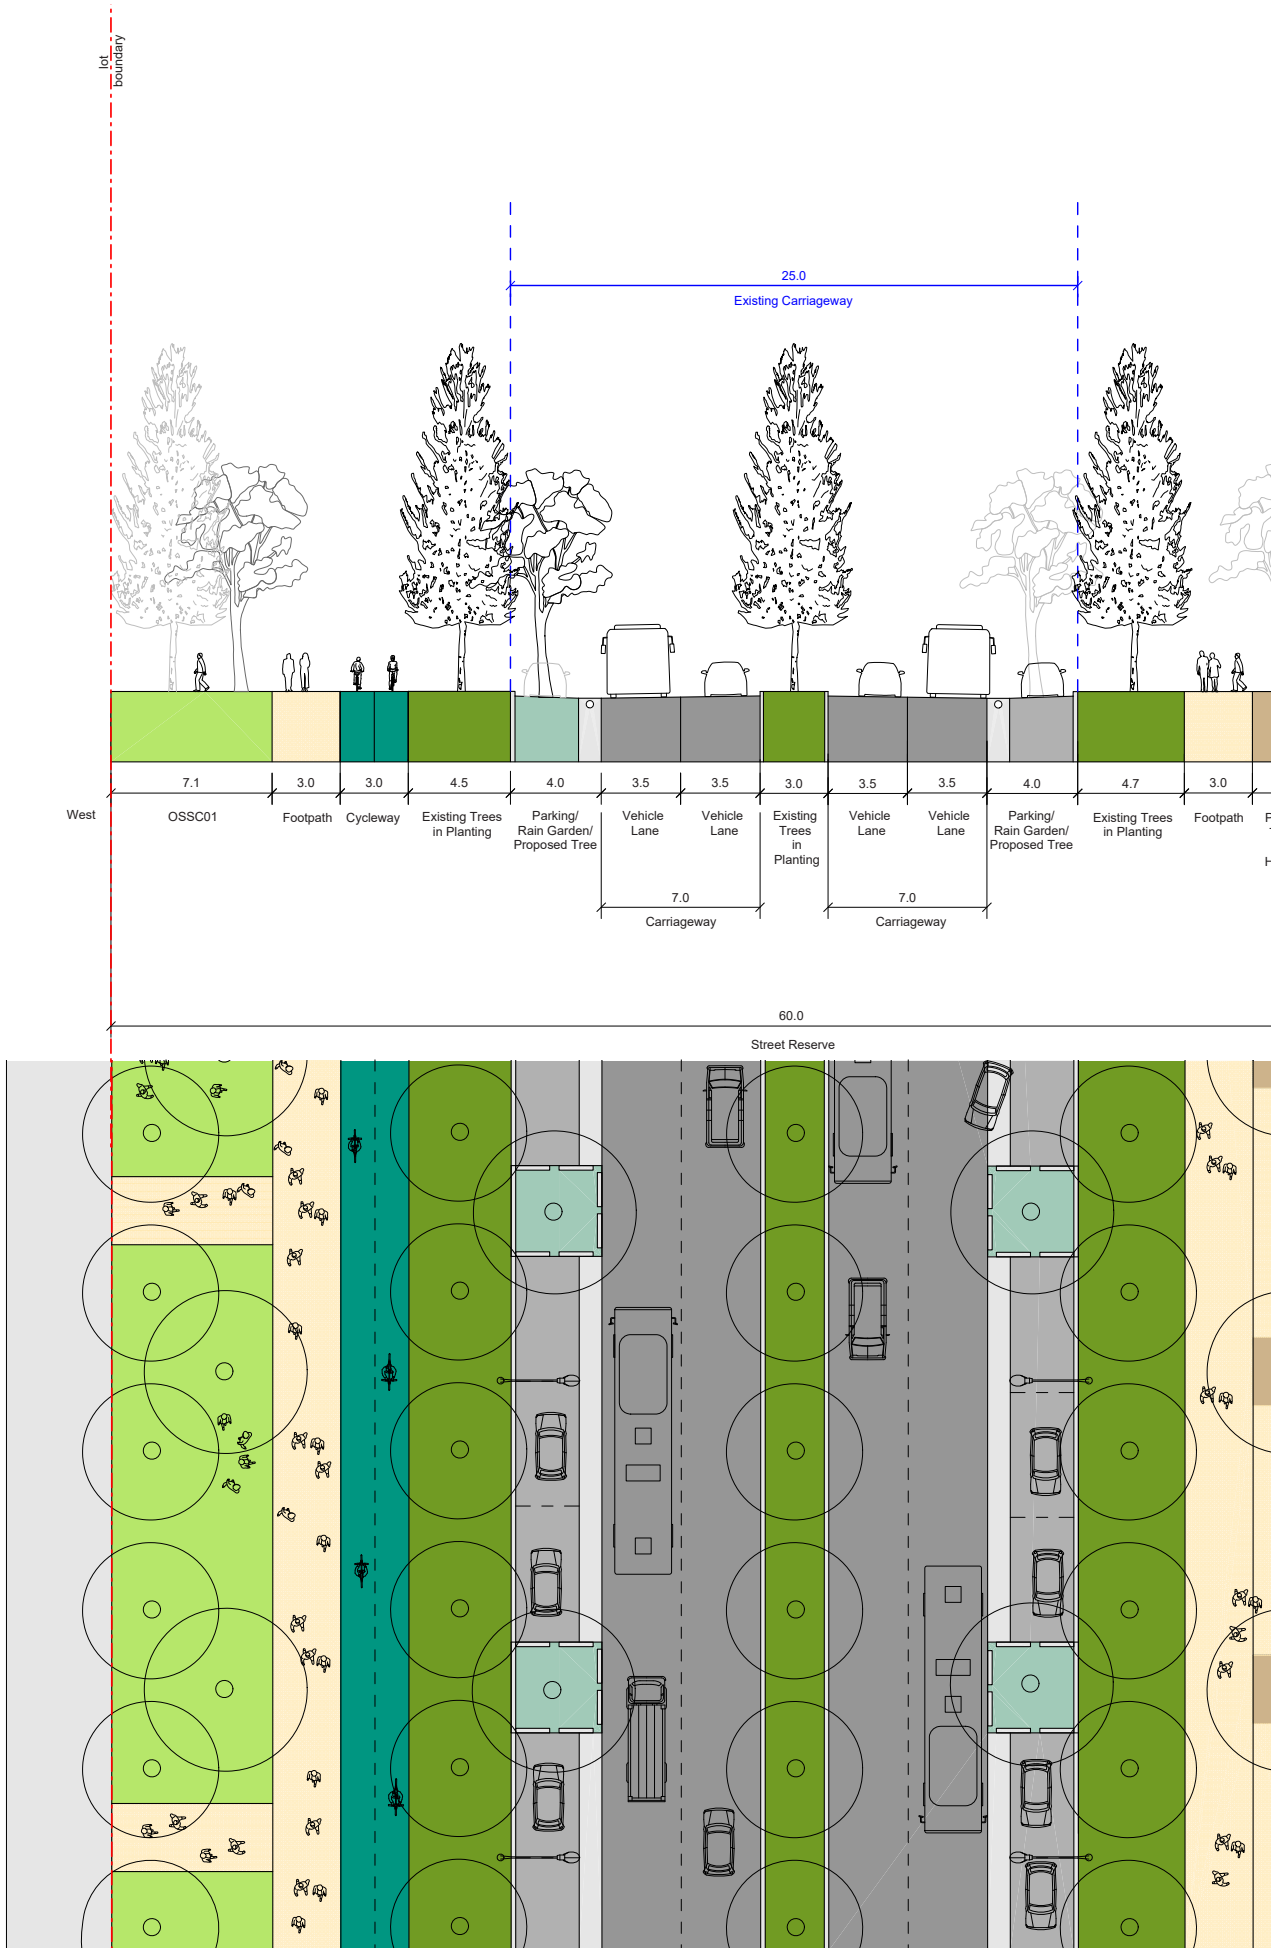 lot
boundary
25.0
Existing Carriageway
7.1
3.0
3.0
4.5
4.0
3.5
3.5
3.0
3.5
3.5
4.0
4.7
3.0
West
OSSC01
Footpath
Cycleway
Existing Trees
in Planting
Parking/
Rain Garden/
Proposed Tree
Vehicle
Lane
Vehicle
Lane
Existing
Trees
in
Planting
Vehicle
Lane
Vehicle
Lane
Parking/
Rain Garden/
Proposed Tree
Existing Trees
in Planting
Footpath
7.0
Carriageway
7.0
Carriageway
60.0
Street Reserve